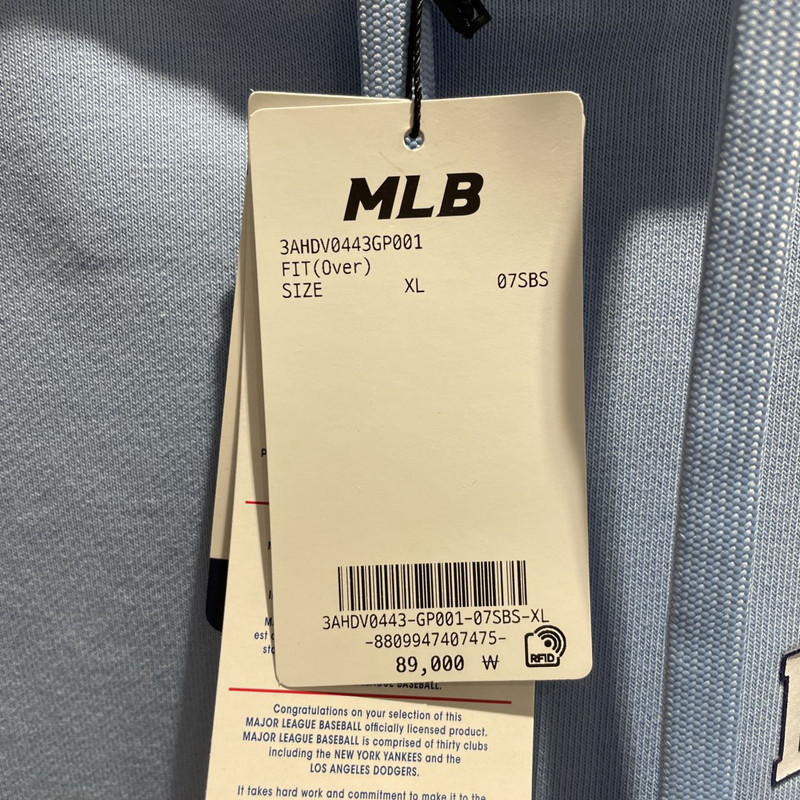 MLB
3AHDV0443GP001
FIT(Over)
SIZE XL 07SBS
3AHDV0443-GP001-07SBS-XL
-8809947407475-
89,000 ₩
RFID
Congratulations on your selection of this
MAJOR LEAGUE BASEBALL officially licensed product.
MAJOR LEAGUE BASEBALL is comprised of thirty clubs
including the NEW YORK YANKEES and the
LOS ANGELES DODGERS.
It takes hard work and commitment to make it to the